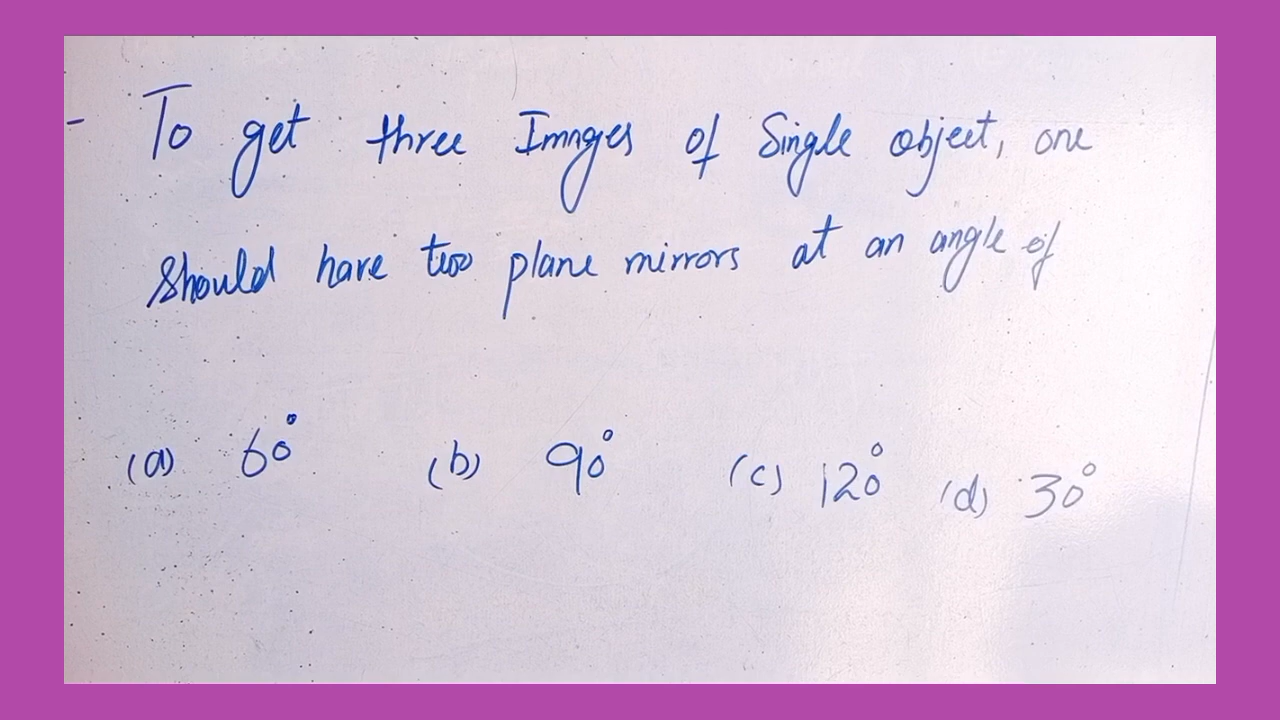 - To get three Images of Single object, one
should have two plane mirrors at an angle of
(a) 60° (b) 90° (c) 120° (d) 30°